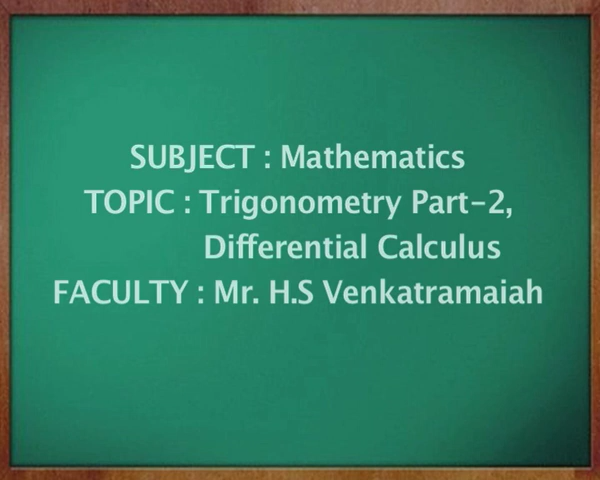 SUBJECT : Mathematics
TOPIC : Trigonometry Part-2,
Differential Calculus
FACULTY : Mr. H.S Venkatramaiah